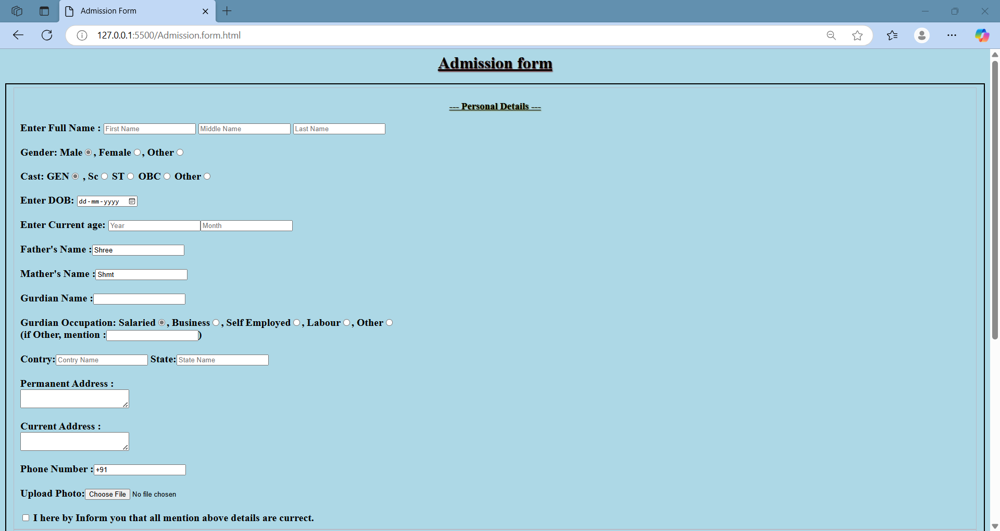 Admission Form
127.0.0.1:5500/Admission.form.html
Admission form
--- Personal Details ---
Enter Full Name : First Name Middle Name Last Name
Gender: Male , Female , Other
Cast: GEN , Sc ST OBC Other
Enter DOB: dd-mm-yyyy
Enter Current age: Year Month
Father's Name : Shree
Mather's Name : Shmt
Gurdian Name :
Gurdian Occupation: Salaried , Business , Self Employed , Labour , Other
(if Other, mention : )
Contry: Contry Name State: State Name
Permanent Address :
Current Address :
Phone Number : +91
Upload Photo: Choose File No file chosen
I here by Inform you that all mention above details are currect.